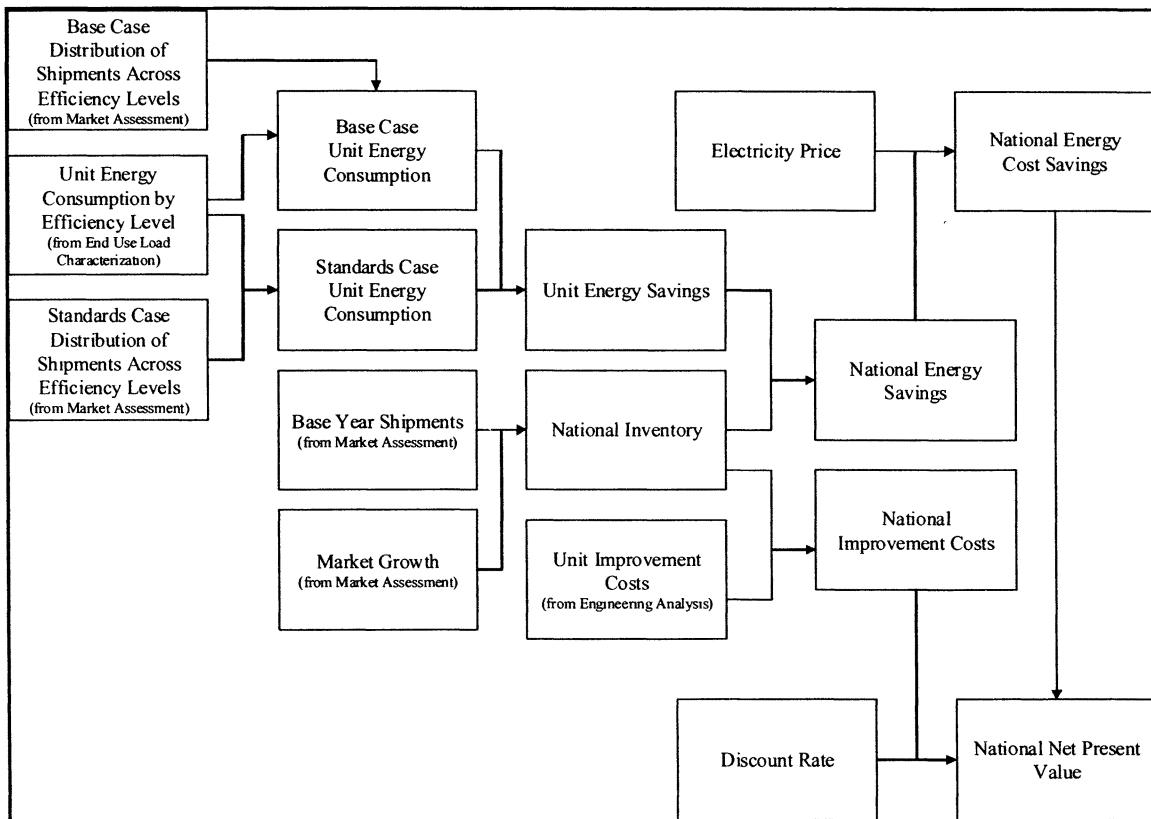 Base Case
Distribution of
Shipments Across
Efficiency Levels
(from Market Assessment)
Unit Energy
Consumption by
Efficiency Level
(from End Use Load
Characterization)
Standards Case
Distribution of
Shipments Across
Efficiency Levels
(from Market Assessment)
Base Case
Unit Energy
Consumption
Standards Case
Unit Energy
Consumption
Base Year Shipments
(from Market Assessment)
Market Growth
(from Market Assessment)
Unit Energy Savings
National Inventory
Unit Improvement
Costs
(from Engineering Analysis)
Electricity Price
National Energy
Cost Savings
National Energy
Savings
National
Improvement Costs
Discount Rate
National Net Present
Value